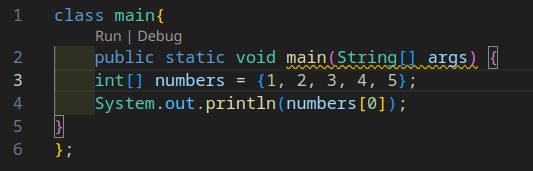 1 class main{
Run | Debug
2 public static void main(String[] args) {
3 int[] numbers = {1, 2, 3, 4, 5};
4 System.out.println(numbers[0]);
5 }
6 };